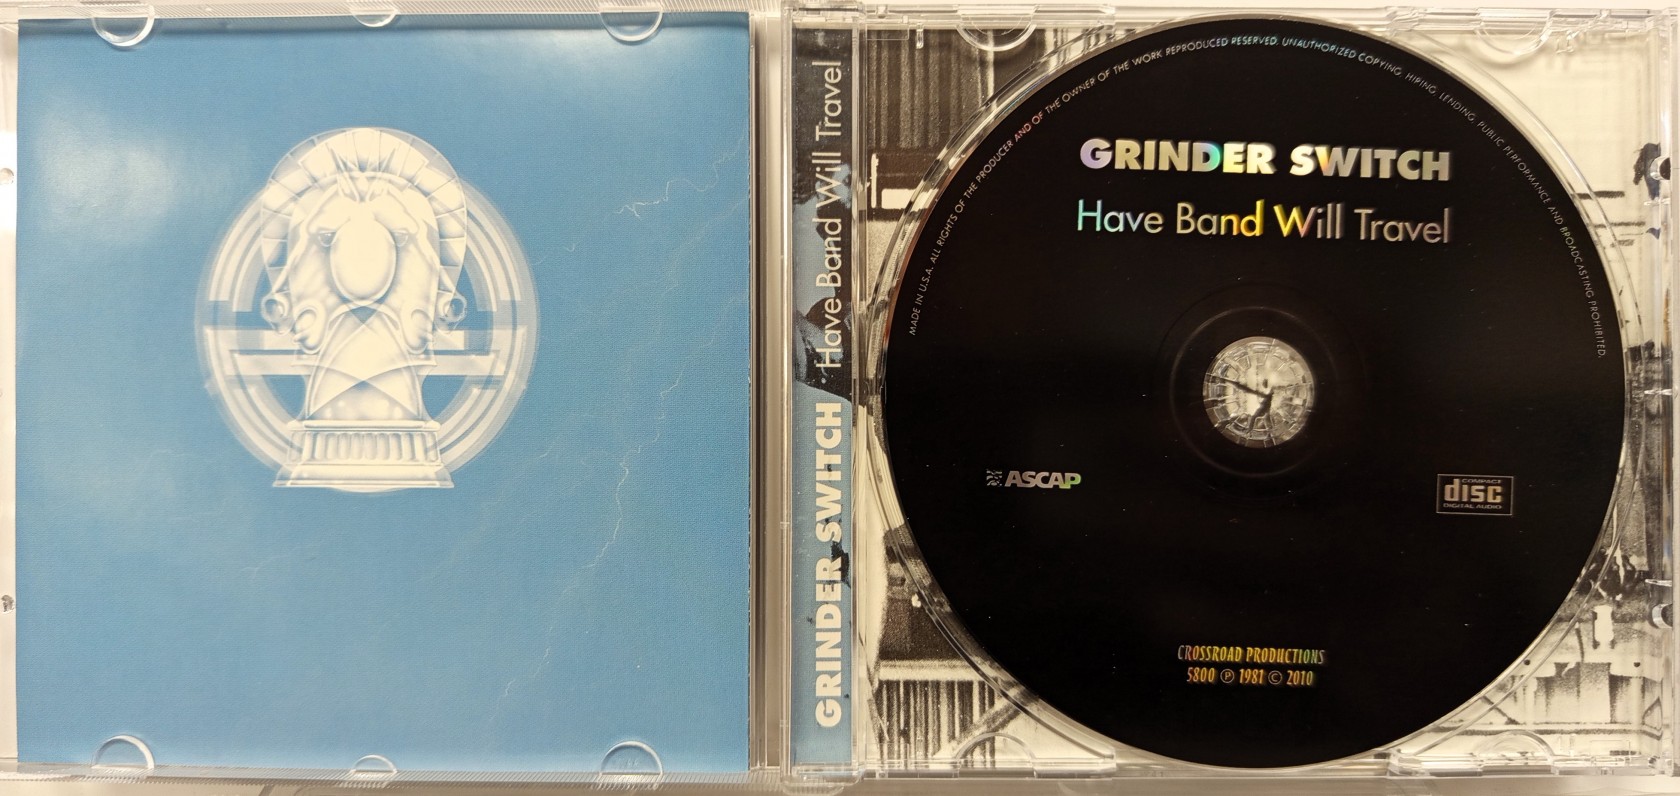 GRINDER SWITCH Have Band Will Travel
MADE IN U.S.A. ALL RIGHTS OF THE PRODUCER AND OF THE OWNER OF THE WORK REPRODUCED RESERVED. UNAUTHORIZED COPYING, HIRING, LENDING, PUBLIC PERFORMANCE AND BROADCASTING PROHIBITED.
GRINDER SWITCH
Have Band Will Travel
ASCAP
COMPACT
disc
DIGITAL AUDIO
CROSSROAD PRODUCTIONS
5800 ℗ 1981 © 2010